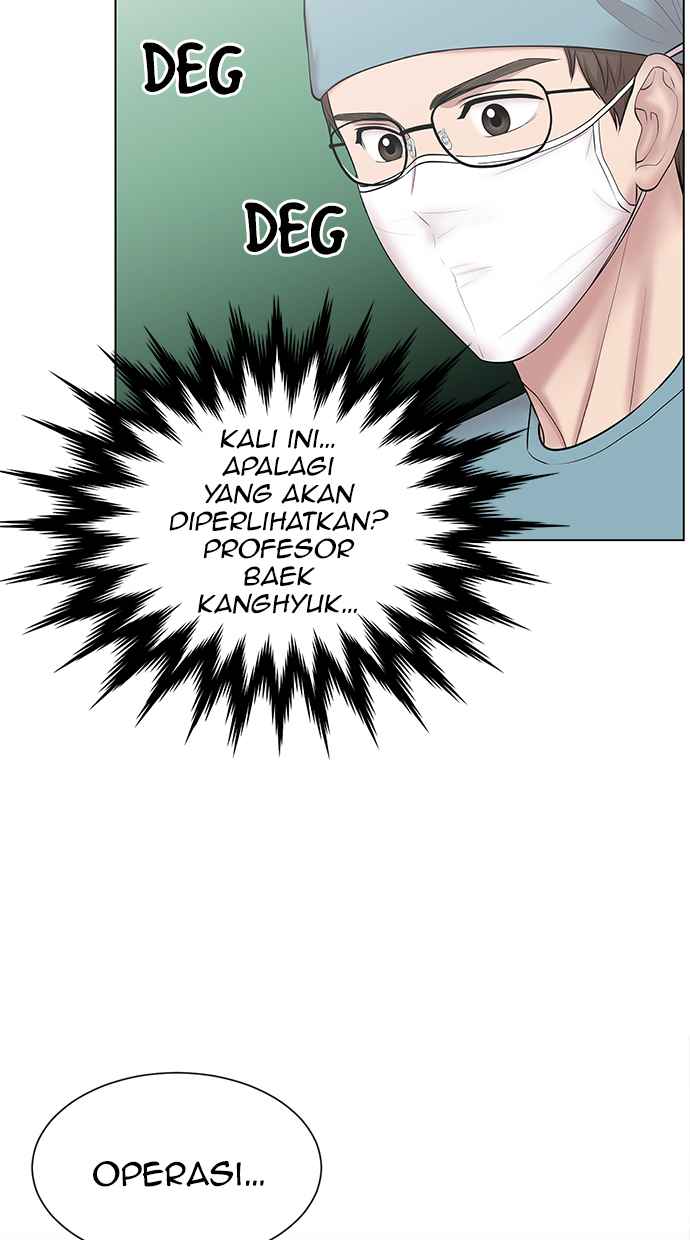 DEG
DEG
KALI INI...
APALAGI
YANG AKAN
DIPERLIHATKAN?
PROFESOR
BAEK
KANGHYUK...
OPERASI...